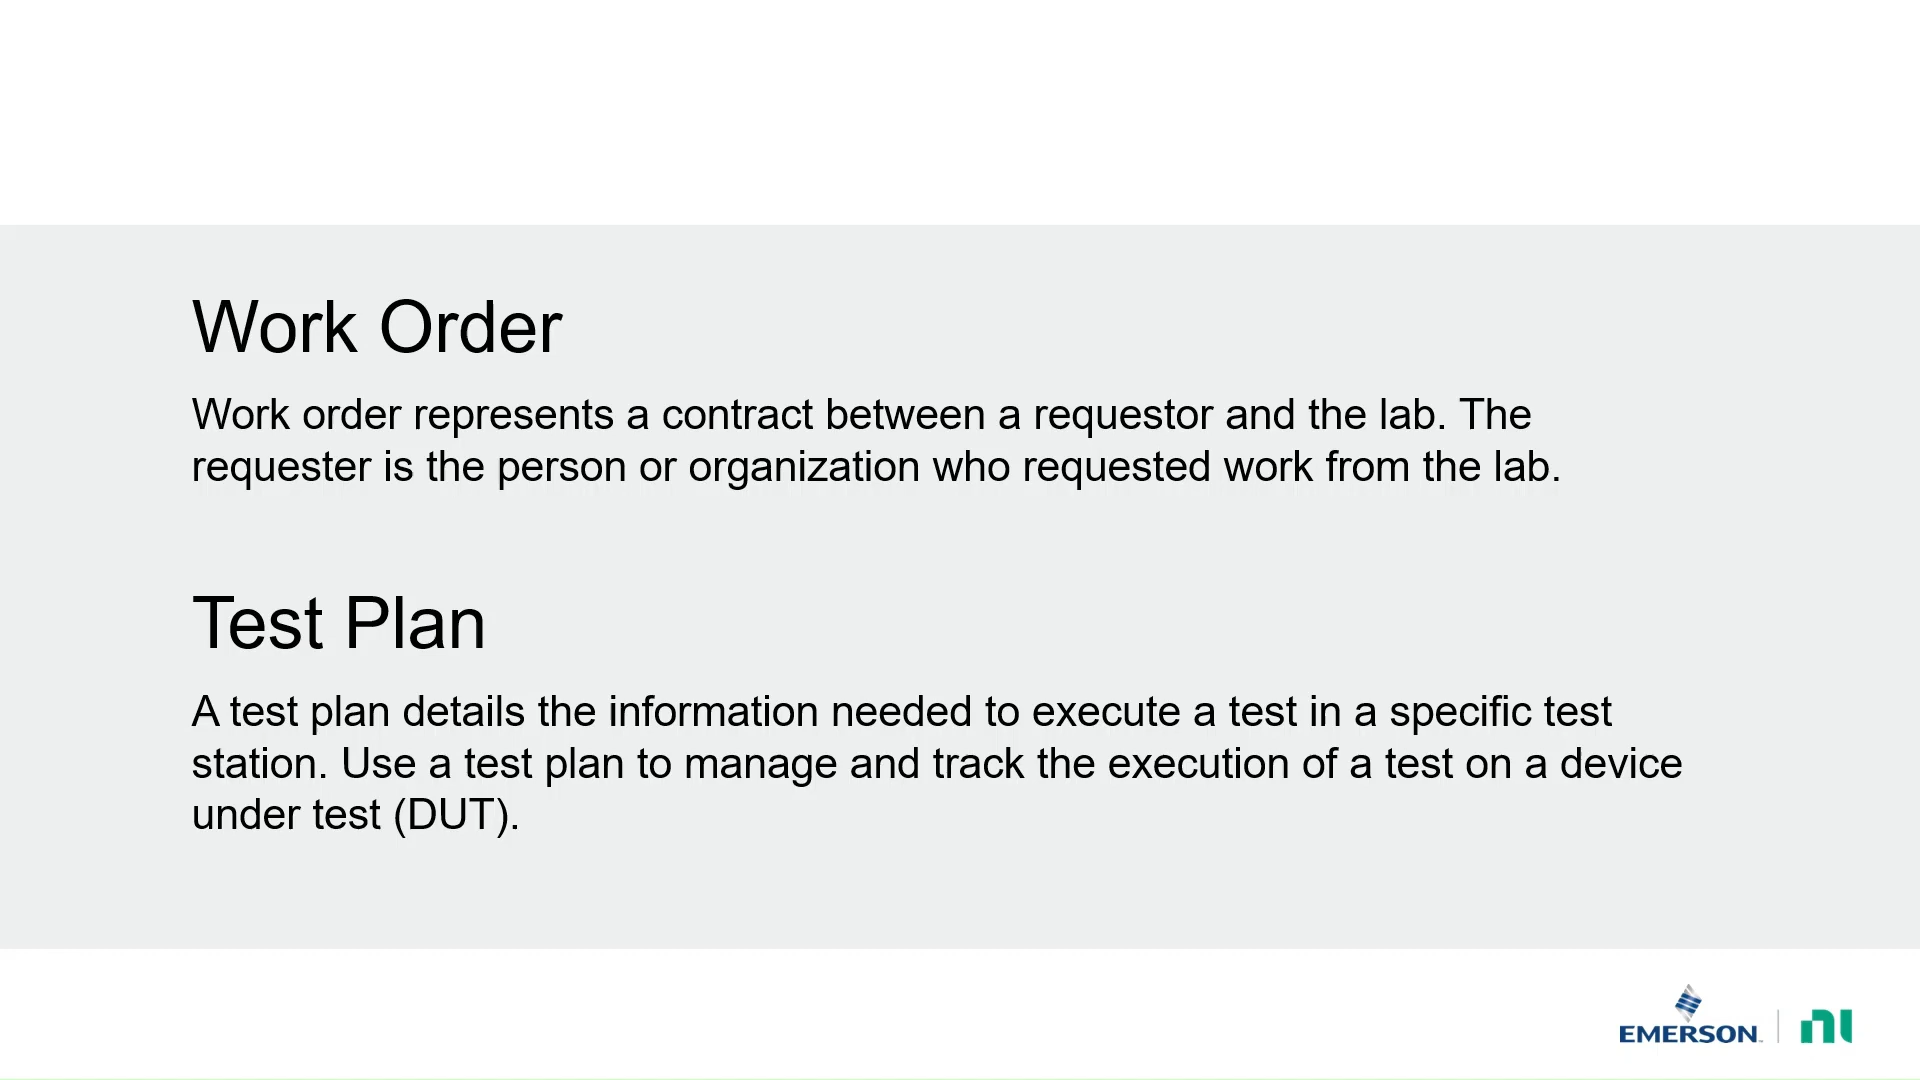 Work Order
Work order represents a contract between a requestor and the lab. The
requester is the person or organization who requested work from the lab.
Test Plan
A test plan details the information needed to execute a test in a specific test
station. Use a test plan to manage and track the execution of a test on a device
under test (DUT).
EMERSON
ni